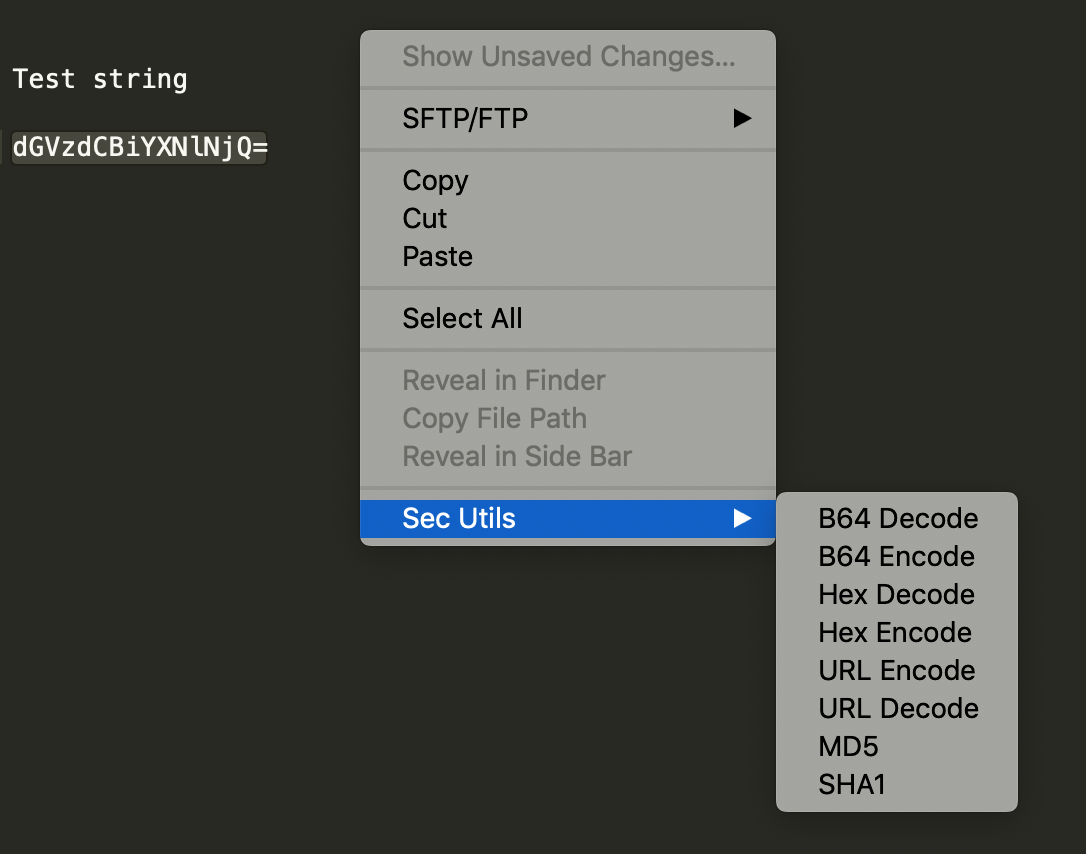 Test string
dGVzdCBiYXNlNjQ=
Show Unsaved Changes...
SFTP/FTP
Copy
Cut
Paste
Select All
Reveal in Finder
Copy File Path
Reveal in Side Bar
Sec Utils
B64 Decode
B64 Encode
Hex Decode
Hex Encode
URL Encode
URL Decode
MD5
SHA1